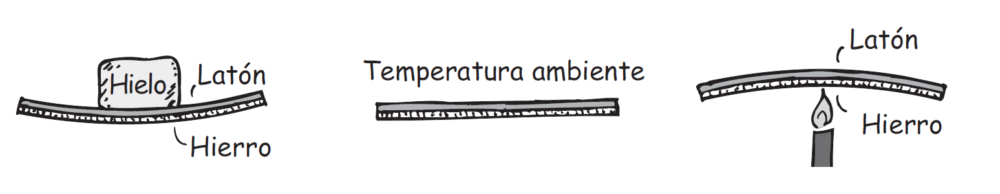 Hielo
Latón
Hierro
Temperatura ambiente
Latón
Hierro